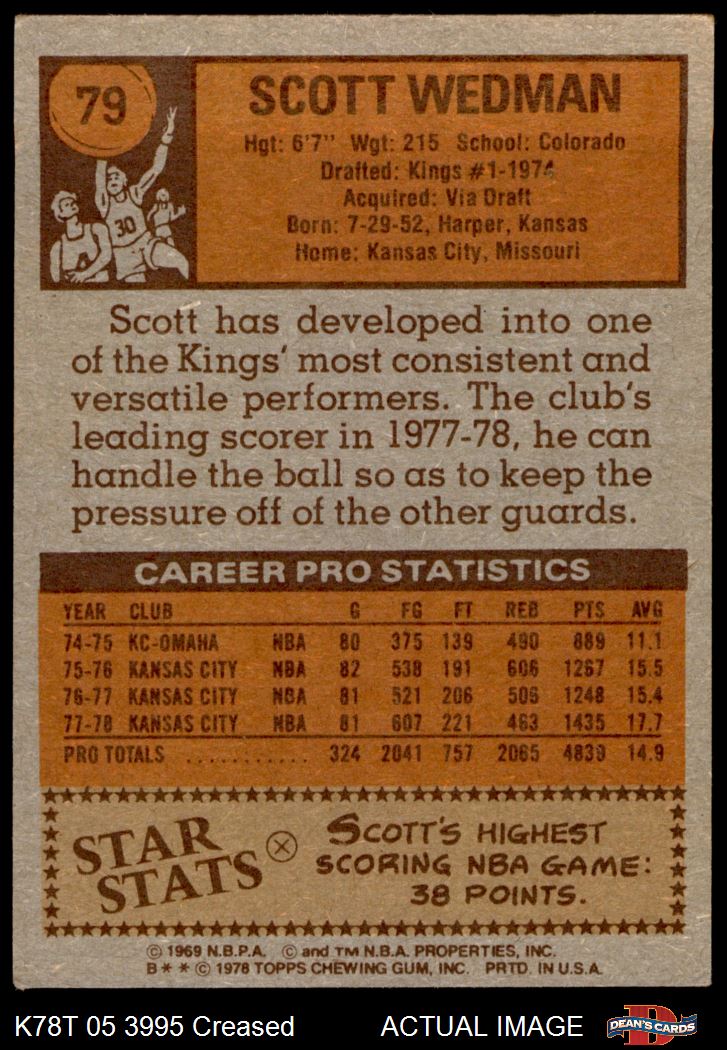 79
SCOTT WEDMAN
Hgt: 6'7" Wgt: 215 School: Colorado
Drafted: Kings #1-1974
Acquired: Via Draft
Born: 7-29-52, Harper, Kansas
Home: Kansas City, Missouri
30
Scott has developed into one
of the Kings' most consistent and
versatile performers. The club's
leading scorer in 1977-78, he can
handle the ball so as to keep the
pressure off of the other guards.
CAREER PRO STATISTICS
YEAR CLUB G FG FT REB PTS AVG
74-75 KC-OMAHA NBA 80 375 139 490 889 11.1
75-76 KANSAS CITY NBA 82 538 191 606 1267 15.5
76-77 KANSAS CITY NBA 81 521 206 506 1248 15.4
77-78 KANSAS CITY NBA 81 607 221 463 1435 17.7
PRO TOTALS ........... 324 2041 757 2065 4839 14.9
STAR
STATS
SCOTT'S HIGHEST
SCORING NBA GAME:
38 POINTS.
© 1969 N.B.P.A. © and TM N.B.A. PROPERTIES, INC.
B * * © 1978 TOPPS CHEWING GUM, INC. PRTD. IN U.S.A.
K78T 05 3995 Creased ACTUAL IMAGE
DEAN'S CARDS